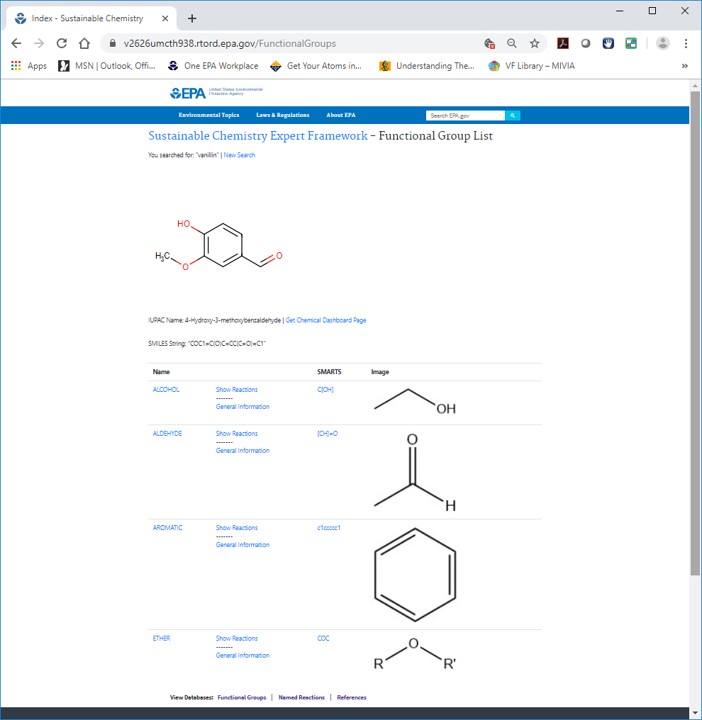 Index - Sustainable Chemistry
v2626umcth938.rtord.epa.gov/FunctionalGroups
Apps MSN | Outlook, Offi... One EPA Workplace Get Your Atoms in... Understanding The... VF Library – MIVIA »
EPA United States Environmental Protection Agency
Environmental Topics Laws & Regulations About EPA Search EPA.gov
Sustainable Chemistry Expert Framework - Functional Group List
You searched for: "vanillin" | New Search
HO
H3C
O
O
IUPAC Name: 4-Hydroxy-3-methoxybenzaldehyde | Get Chemical Dashboard Page
SMILES String: "COC1=C(O)C=CC(C=O)=C1"
Name SMARTS Image
ALCOHOL Show Reactions C[OH]
-------
General Information
OH
ALDEHYDE Show Reactions [CH]=O
-------
General Information
O
H
AROMATIC Show Reactions c1ccccc1
-------
General Information
ETHER Show Reactions COC
-------
General Information
O
R R'
View Databases: Functional Groups | Named Reactions | References